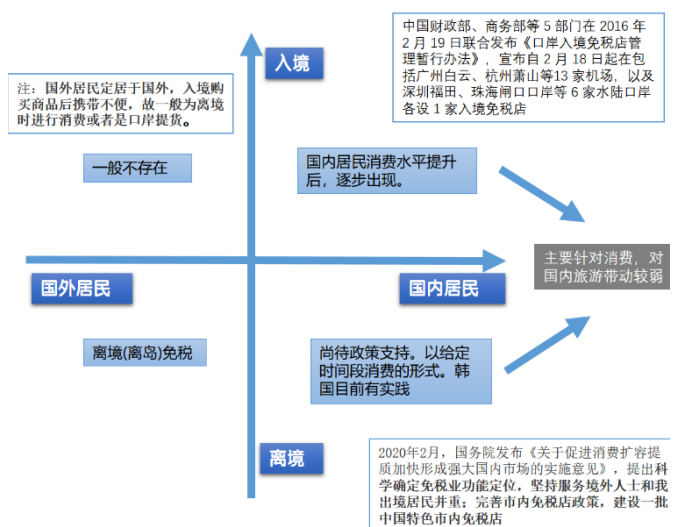 中国财政部、商务部等 5 部门在 2016 年
2 月 19 日联合发布《口岸入境免税店管
理暂行办法》，宣布自 2 月 18 日起在包
括广州白云、杭州萧山等13 家机场，以及
深圳福田、珠海闸口口岸等 6 家水陆口岸
各设 1 家入境免税店
入境
注：国外居民定居于国外，入境购
买商品后携带不便，故一般为离境
时进行消费或者是口岸提货。
一般不存在
国内居民消费水平提升
后，逐步出现。
主要针对消费，对
国内旅游带动较弱
国外居民
国内居民
离境(离岛)免税
尚待政策支持。以给定
时间段消费的形式。韩
国目前有实践
离境
2020年2月，国务院发布《关于促进消费扩容提
质加快形成强大国内市场的实施意见》，提出科
学确定免税业功能定位，坚持服务境外人士和我
出境居民并重；完善市内免税店政策，建设一批
中国特色市内免税店